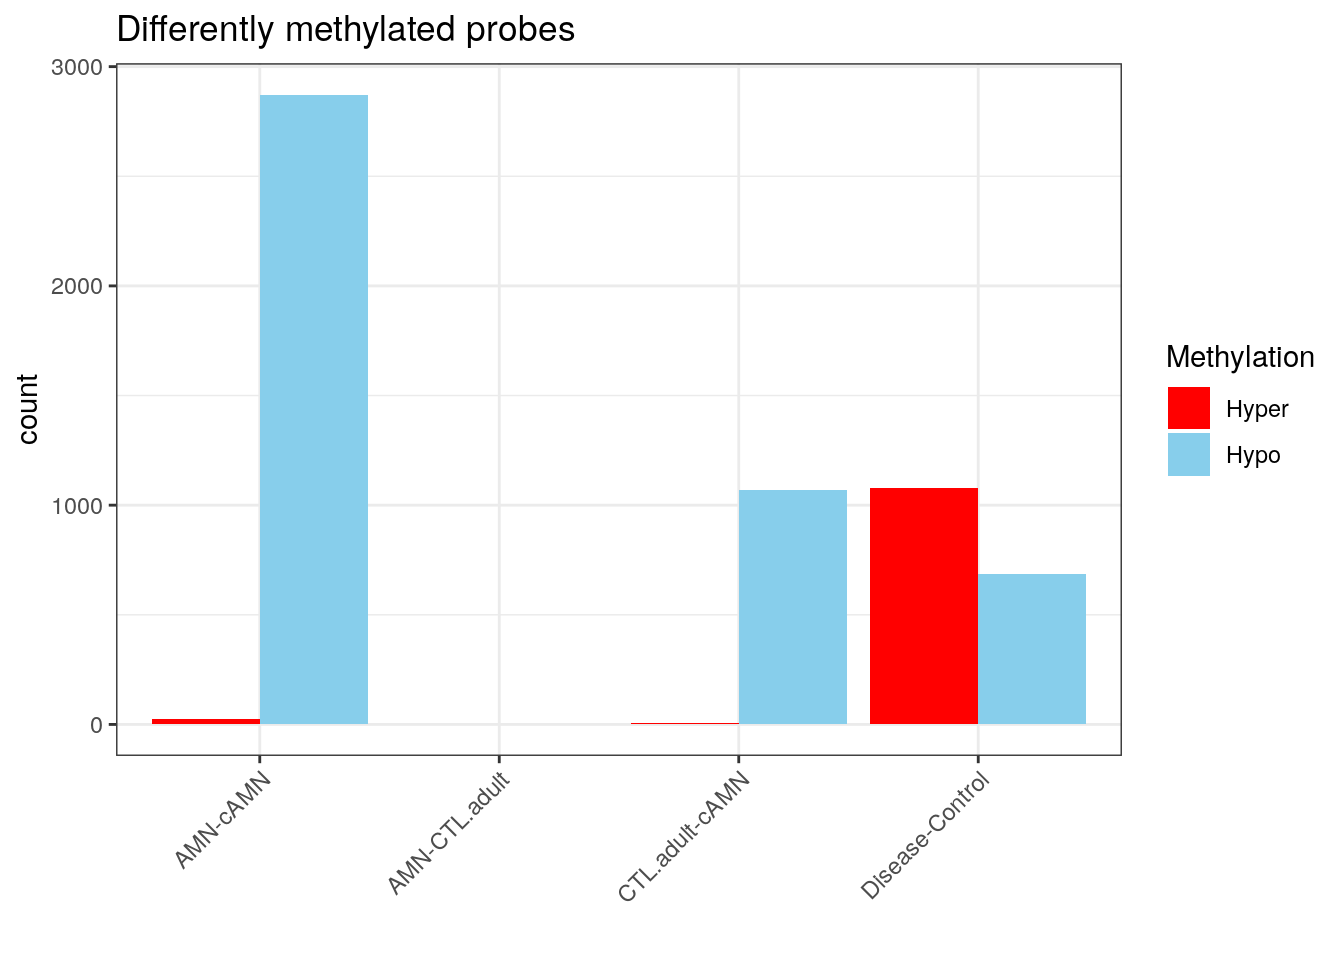 Differently methylated probes
3000
2000
1000
0
count
AMN-cAMN
AMN-CTL.adult
CTL.adult-cAMN
Disease-Control
Methylation
Hyper
Hypo